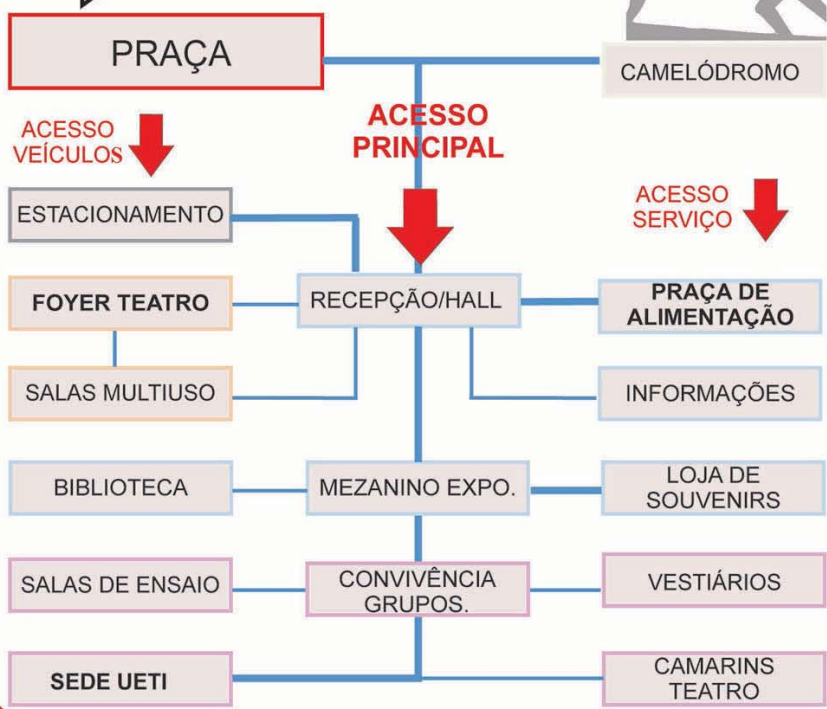 PRAÇA
CAMELÓDROMO
ACESSO
VEÍCULOS
ACESSO
PRINCIPAL
ESTACIONAMENTO
ACESSO
SERVIÇO
FOYER TEATRO
RECEPÇÃO/HALL
PRAÇA DE
ALIMENTAÇÃO
SALAS MULTIUSO
INFORMAÇÕES
BIBLIOTECA
MEZANINO EXPO.
LOJA DE
SOUVENIRS
SALAS DE ENSAIO
CONVIVÊNCIA
GRUPOS.
VESTIÁRIOS
SEDE UETI
CAMARINS
TEATRO